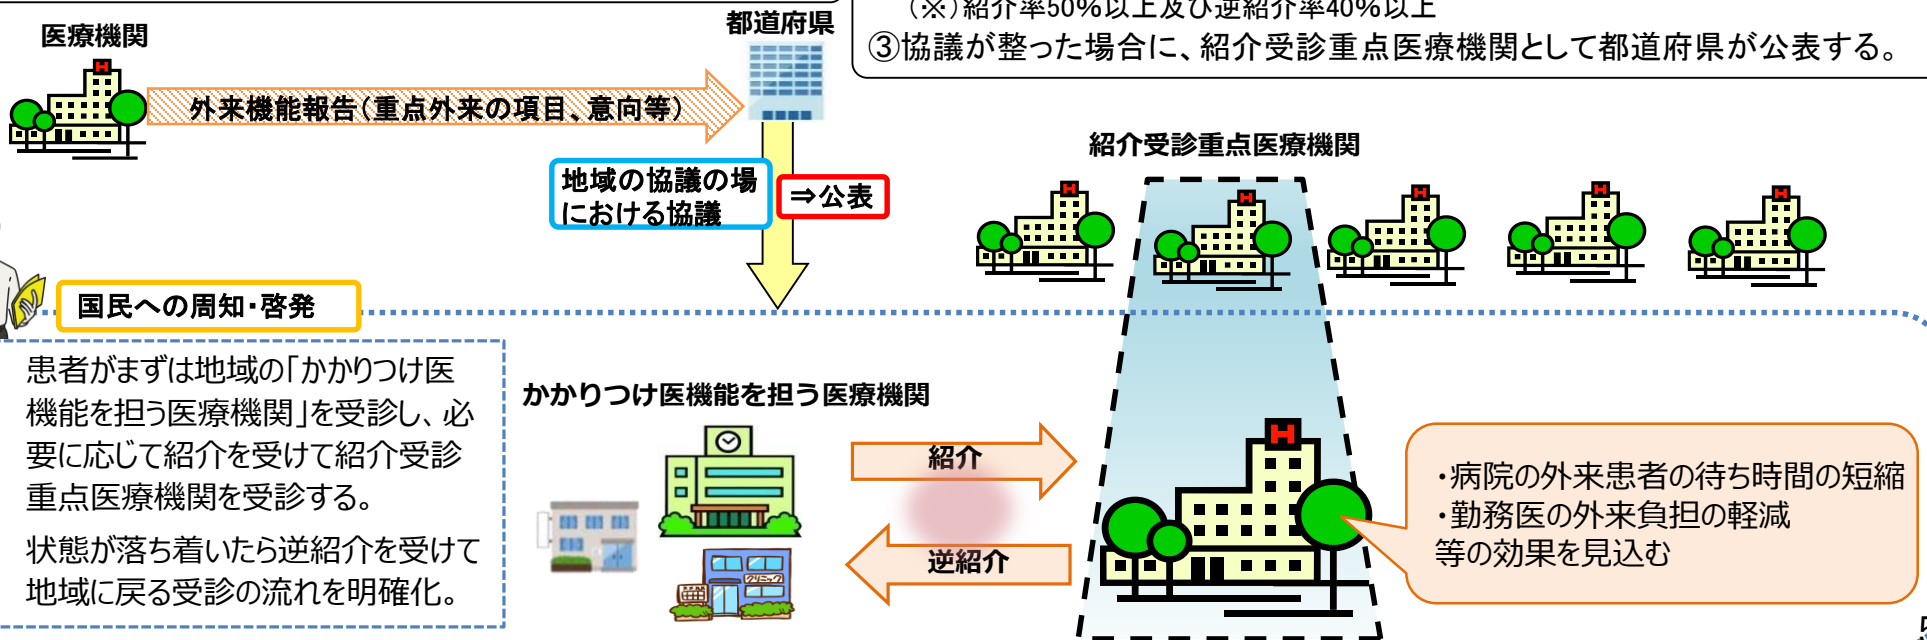 (※)紹介率50%以上及び逆紹介率40%以上
③協議が整った場合に、紹介受診重点医療機関として都道府県が公表する。
医療機関
都道府県
外来機能報告(重点外来の項目、意向等)
地域の協議の場
における協議
⇒公表
紹介受診重点医療機関
国民への周知・啓発
患者がまずは地域の「かかりつけ医
機能を担う医療機関」を受診し、必
要に応じて紹介を受けて紹介受診
重点医療機関を受診する。
状態が落ち着いたら逆紹介を受けて
地域に戻る受診の流れを明確化。
かかりつけ医機能を担う医療機関
クリニック
紹介
逆紹介
・病院の外来患者の待ち時間の短縮
・勤務医の外来負担の軽減
等の効果を見込む